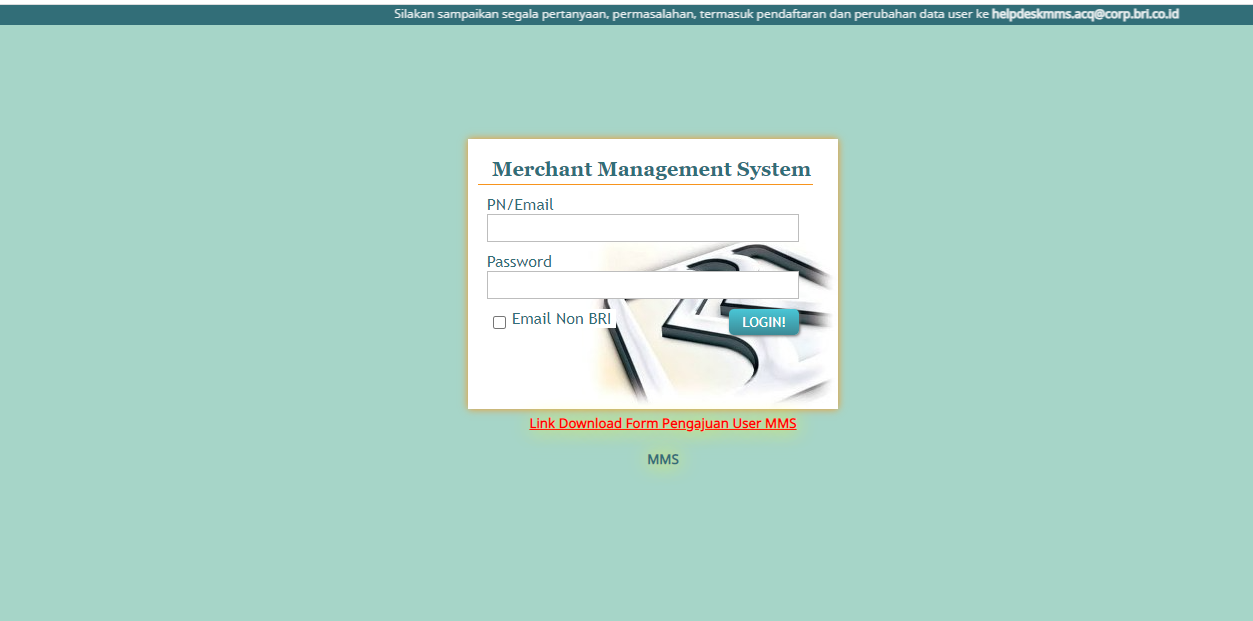 Silakan sampaikan segala pertanyaan, permasalahan, termasuk pendaftaran dan perubahan data user ke helpdeskmms.acq@corp.bri.co.id
Merchant Management System
PN/Email
Password
Email Non BRI
LOGIN!
Link Download Form Pengajuan User MMS
MMS